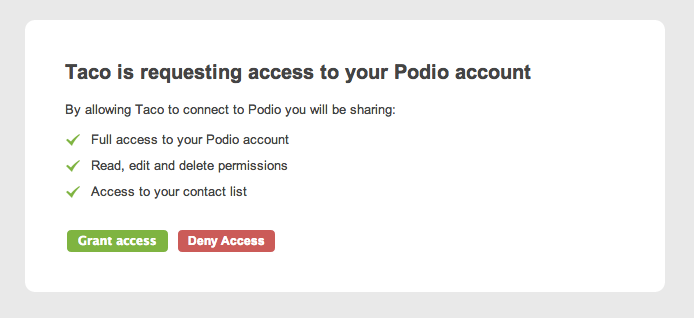 Taco is requesting access to your Podio account
By allowing Taco to connect to Podio you will be sharing:
Full access to your Podio account
Read, edit and delete permissions
Access to your contact list
Grant access Deny Access